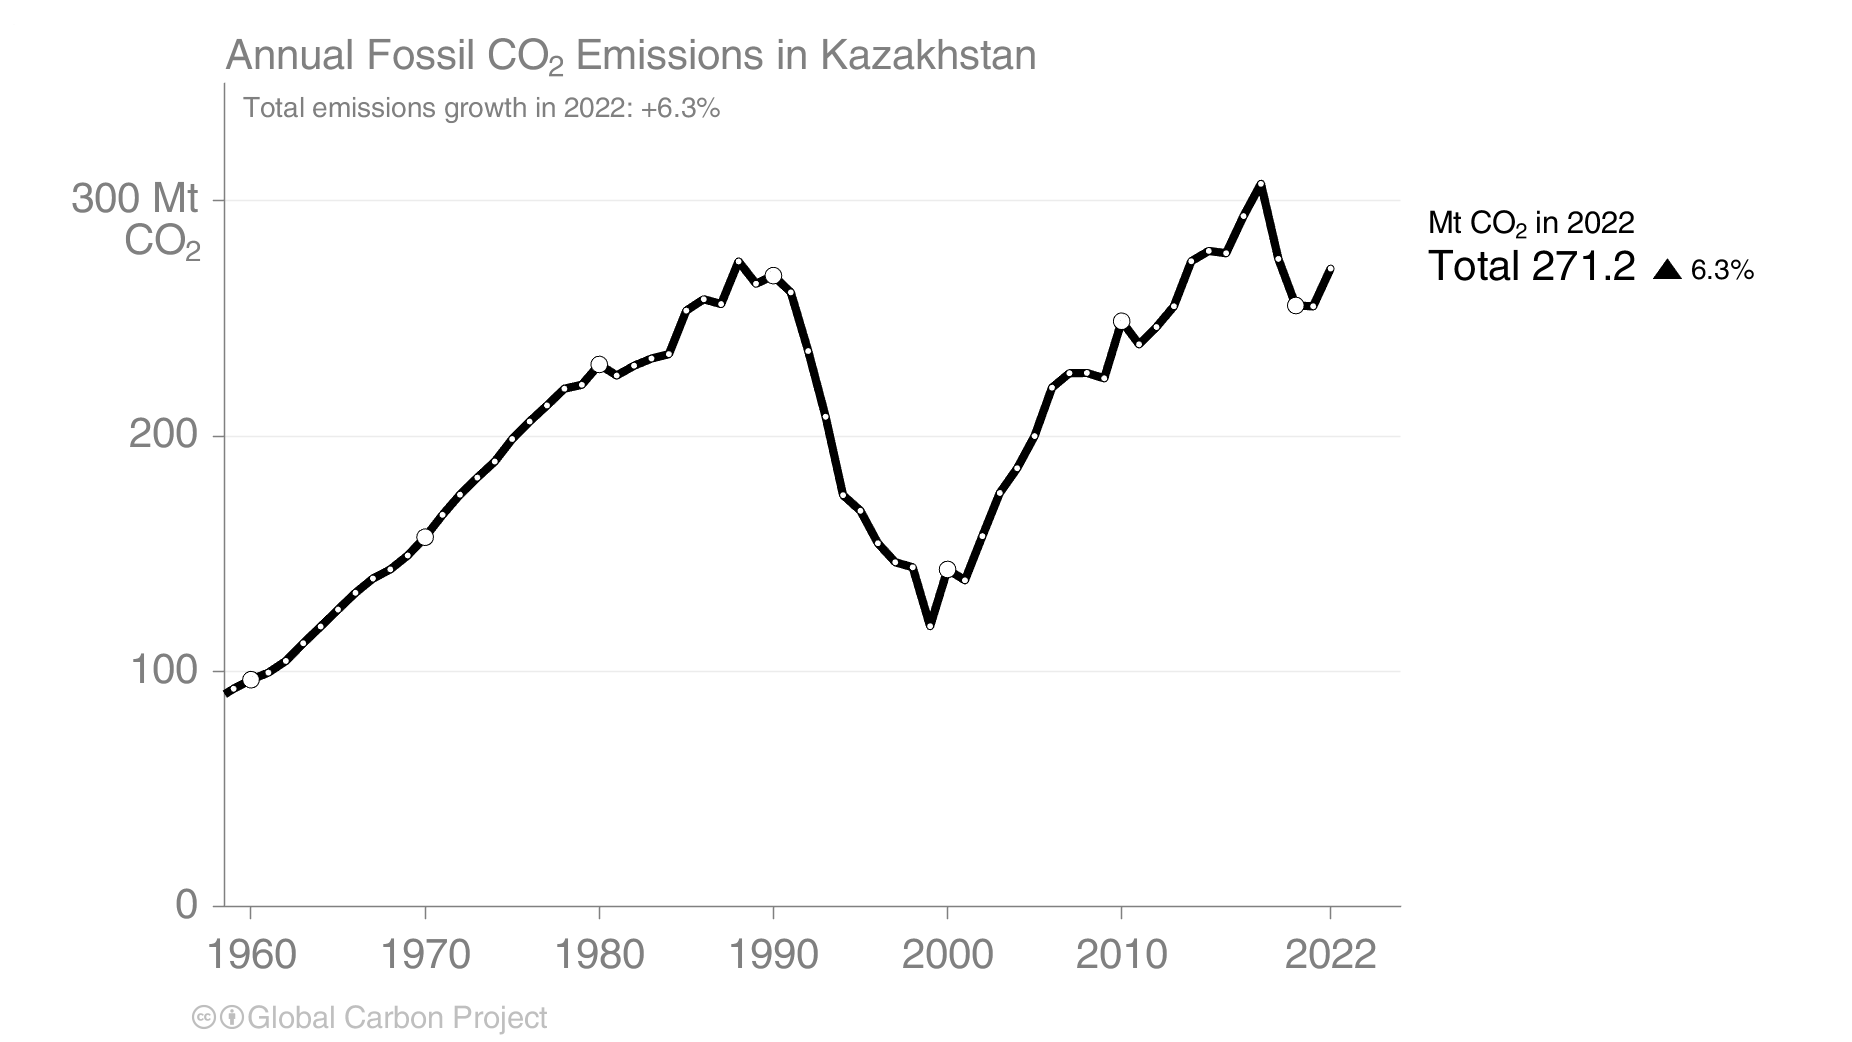 Annual Fossil CO₂ Emissions in Kazakhstan
Total emissions growth in 2022: +6.3%
300 Mt
CO₂
200
100
0
Mt CO₂ in 2022
Total 271.2 ▲ 6.3%
1960 1970 1980 1990 2000 2010 2022
cc Global Carbon Project